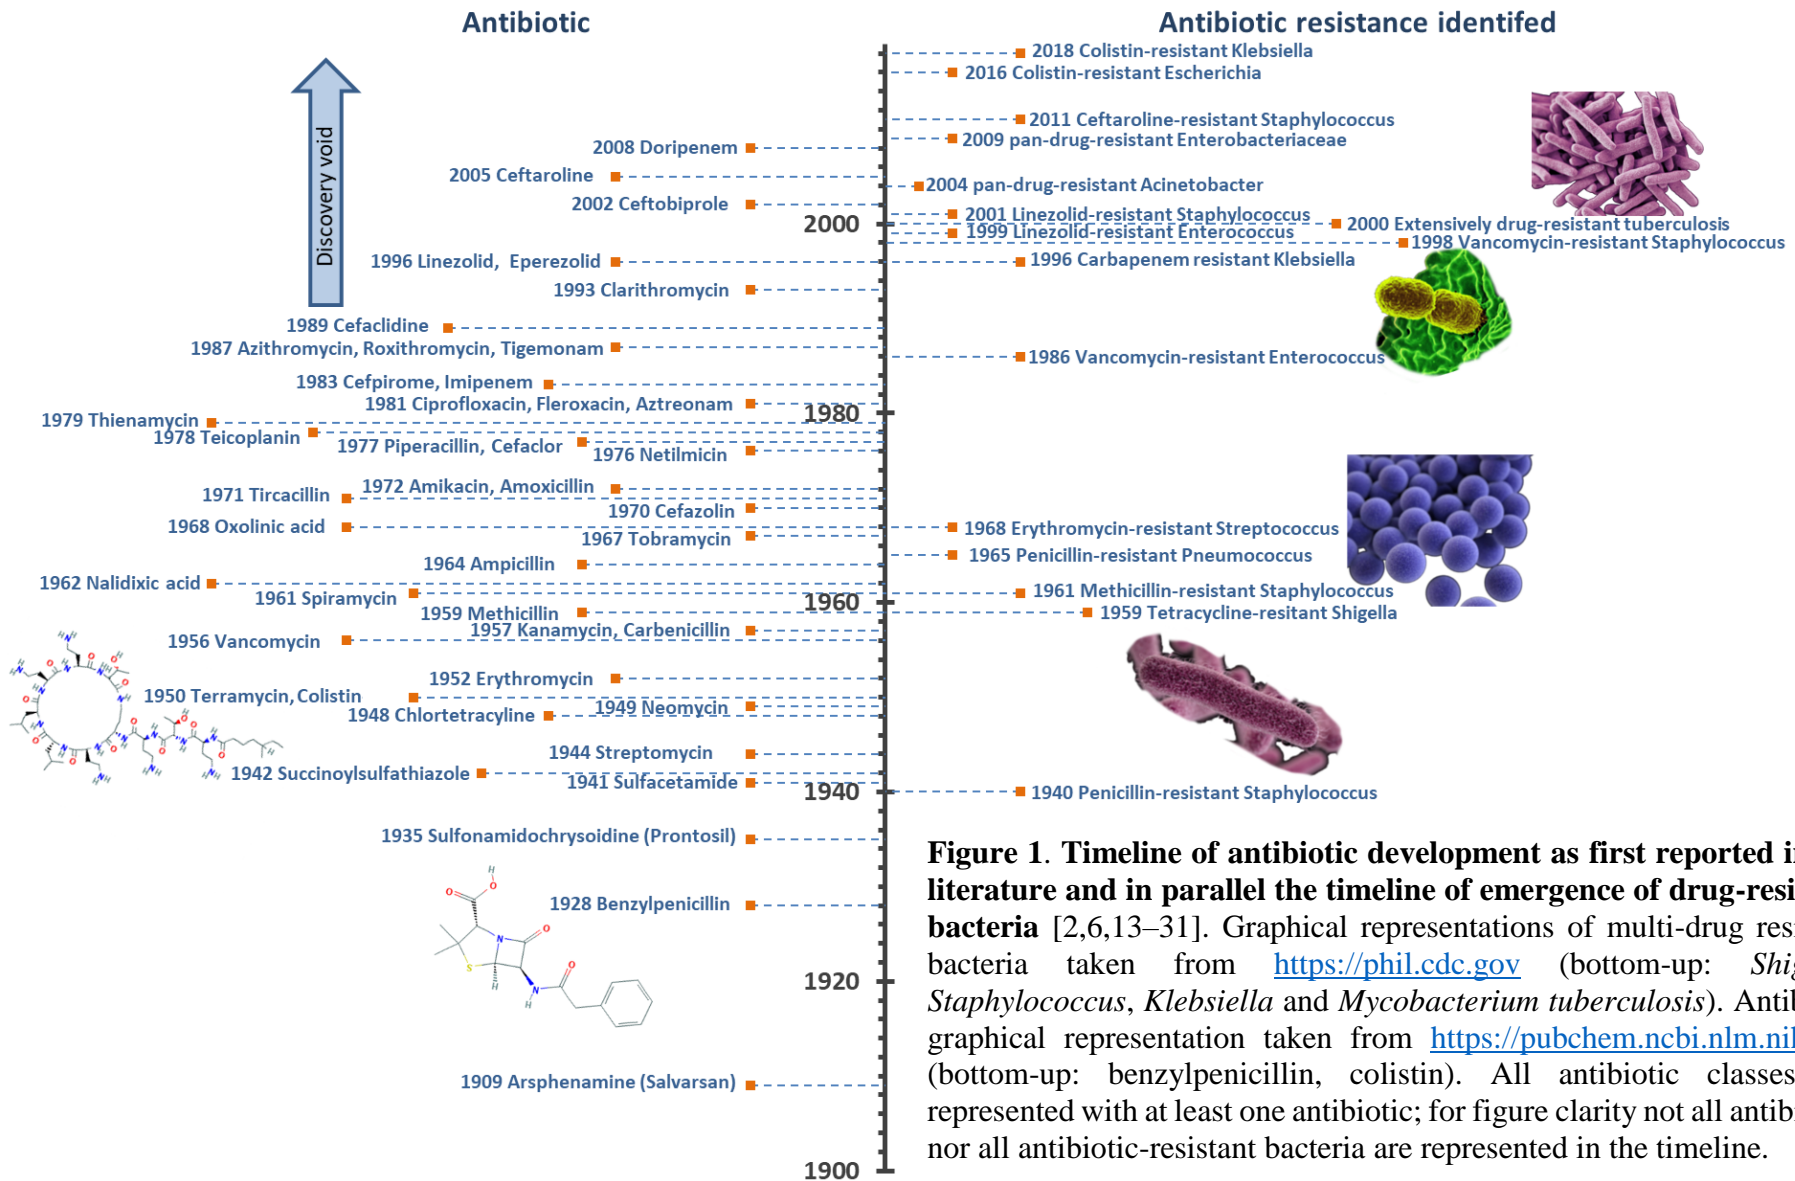 Antibiotic
Antibiotic resistance identifed
Discovery void
2008 Doripenem
2005 Ceftaroline
2002 Ceftobiprole
1996 Linezolid, Eperezolid
1993 Clarithromycin
1989 Cefaclidine
1987 Azithromycin, Roxithromycin, Tigemonam
1983 Cefpirome, Imipenem
1981 Ciprofloxacin, Fleroxacin, Aztreonam
1979 Thienamycin
1978 Teicoplanin
1977 Piperacillin, Cefaclor
1976 Netilmicin
1972 Amikacin, Amoxicillin
1971 Tircacillin
1970 Cefazolin
1968 Oxolinic acid
1967 Tobramycin
1964 Ampicillin
1962 Nalidixic acid
1961 Spiramycin
1959 Methicillin
1957 Kanamycin, Carbenicillin
1956 Vancomycin
1952 Erythromycin
1950 Terramycin, Colistin
1949 Neomycin
1948 Chlortetracyline
1944 Streptomycin
1942 Succinoylsulfathiazole
1941 Sulfacetamide
1935 Sulfonamidochrysoidine (Prontosil)
1928 Benzylpenicillin
1909 Arsphenamine (Salvarsan)
2000
1980
1960
1940
1920
1900
2018 Colistin-resistant Klebsiella
2016 Colistin-resistant Escherichia
2011 Ceftaroline-resistant Staphylococcus
2009 pan-drug-resistant Enterobacteriaceae
2004 pan-drug-resistant Acinetobacter
2001 Linezolid-resistant Staphylococcus
2000 Extensively drug-resistant tuberculosis
1999 Linezolid-resistant Enterococcus
1998 Vancomycin-resistant Staphylococcus
1996 Carbapenem resistant Klebsiella
1986 Vancomycin-resistant Enterococcus
1968 Erythromycin-resistant Streptococcus
1965 Penicillin-resistant Pneumococcus
1961 Methicillin-resistant Staphylococcus
1959 Tetracycline-resitant Shigella
1940 Penicillin-resistant Staphylococcus
Figure 1. Timeline of antibiotic development as first reported i
literature and in parallel the timeline of emergence of drug-resi
bacteria [2,6,13–31]. Graphical representations of multi-drug resi
bacteria taken from https://phil.cdc.gov (bottom-up: Shig
Staphylococcus, Klebsiella and Mycobacterium tuberculosis). Antib
graphical representation taken from https://pubchem.ncbi.nlm.nil
(bottom-up: benzylpenicillin, colistin). All antibiotic classes
represented with at least one antibiotic; for figure clarity not all antibi
nor all antibiotic-resistant bacteria are represented in the timeline.